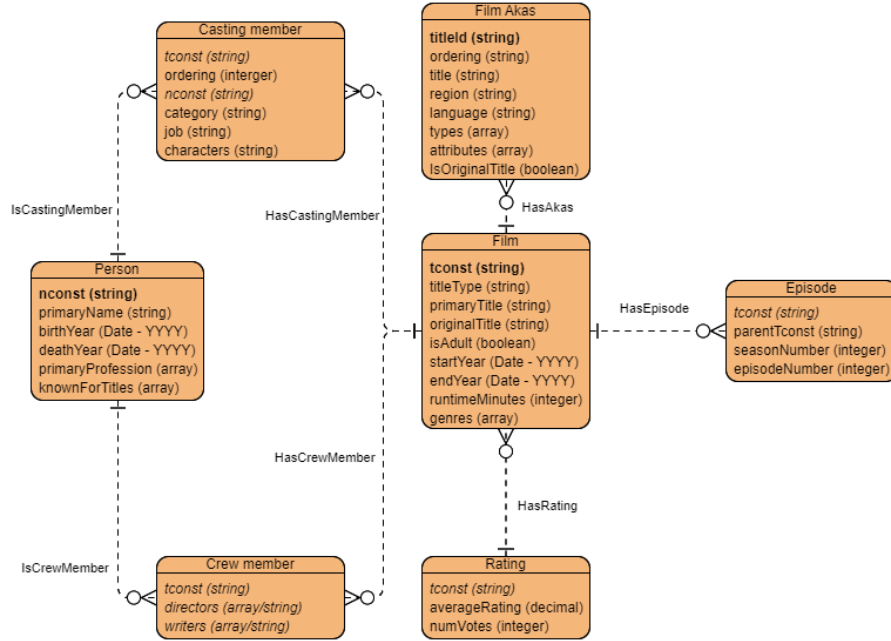 Casting member
tconst (string)
ordering (interger)
nconst (string)
category (string)
job (string)
characters (string)
Film Akas
titleId (string)
ordering (string)
title (string)
region (string)
language (string)
types (array)
attributes (array)
IsOriginalTitle (boolean)
IsCastingMember
HasCastingMember
HasAkas
Person
nconst (string)
primaryName (string)
birthYear (Date - YYYY)
deathYear (Date - YYYY)
primaryProfession (array)
knownForTitles (array)
Film
tconst (string)
titleType (string)
primaryTitle (string)
originalTitle (string)
isAdult (boolean)
startYear (Date - YYYY)
endYear (Date - YYYY)
runtimeMinutes (integer)
genres (array)
HasEpisode
Episode
tconst (string)
parentTconst (string)
seasonNumber (integer)
episodeNumber (integer)
HasCrewMember
HasRating
IsCrewMember
Crew member
tconst (string)
directors (array/string)
writers (array/string)
Rating
tconst (string)
averageRating (decimal)
numVotes (integer)